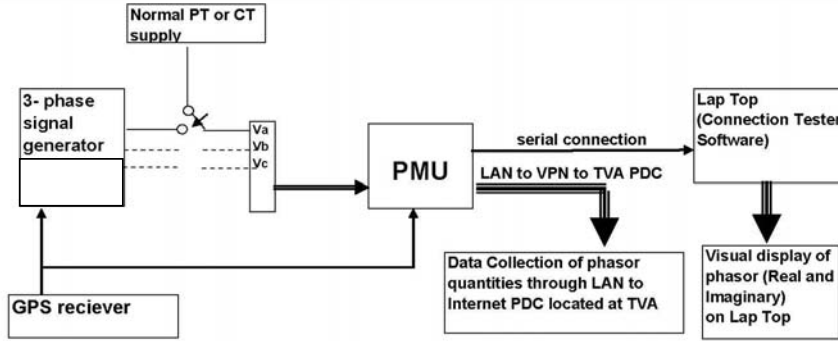 Normal PT or CT
supply
3- phase
signal
generator
Va
Vb
Vc
PMU
serial connection
LAN to VPN to TVA PDC
Lap Top
(Connection Tester
Software)
Data Collection of phasor
quantities through LAN to
Internet PDC located at TVA
Visual display of
phasor (Real and
Imaginary)
on Lap Top
GPS reciever